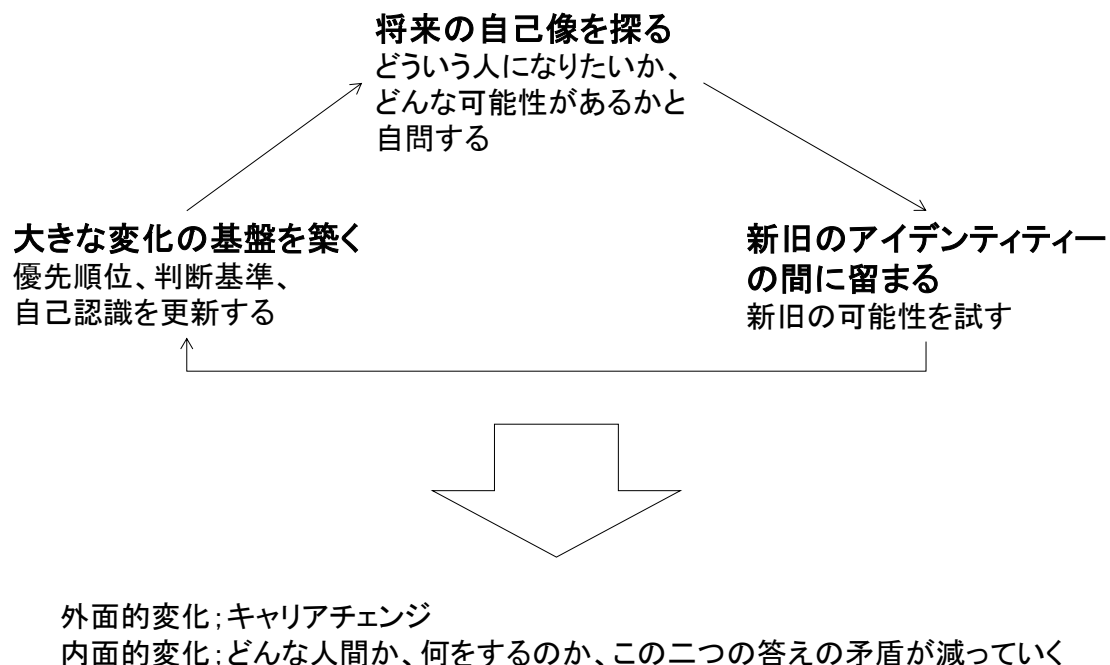 将来の自己像を探る
どういう人になりたいか、
どんな可能性があるかと
自問する
大きな変化の基盤を築く
優先順位、判断基準、
自己認識を更新する
新旧のアイデンティティー
の間に留まる
新旧の可能性を試す
外面的変化；キャリアチェンジ
内面的変化；どんな人間か、何をするのか、この二つの答えの矛盾が減っていく